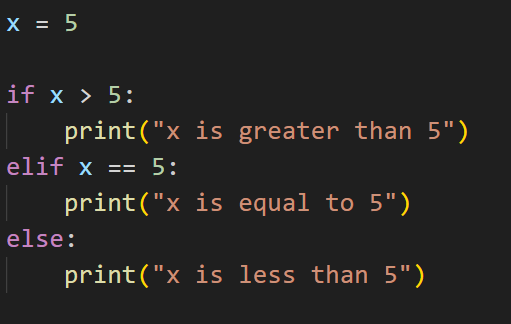 x = 5
if x > 5:
    print("x is greater than 5")
elif x == 5:
    print("x is equal to 5")
else:
    print("x is less than 5")